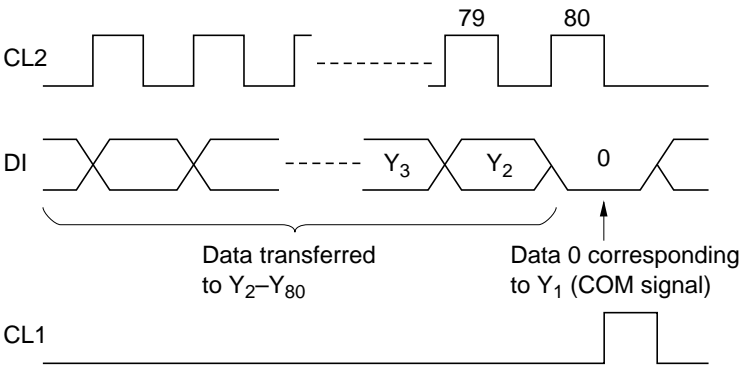 79 80
CL2
DI Y₃ Y₂ 0
Data transferred
to Y₂–Y₈₀
Data 0 corresponding
to Y₁ (COM signal)
CL1